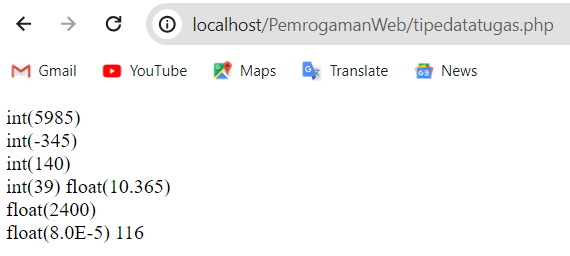 localhost/PemrogamanWeb/tipedatatugas.php
Gmail YouTube Maps Translate News
int(5985)
int(-345)
int(140)
int(39) float(10.365)
float(2400)
float(8.0E-5) 116